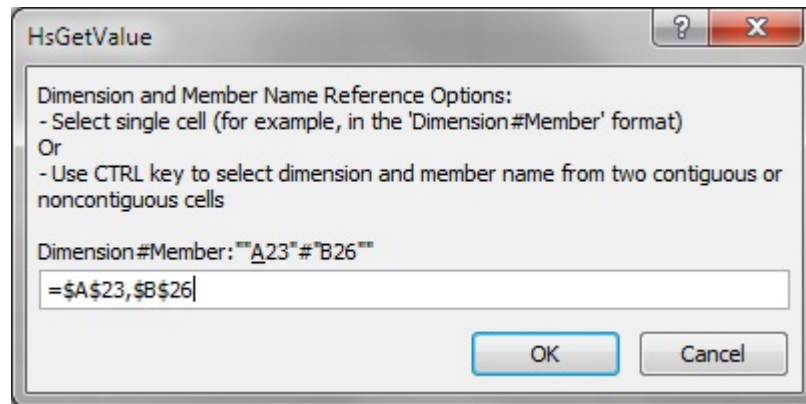 HsGetValue
Dimension and Member Name Reference Options:
- Select single cell (for example, in the 'Dimension#Member' format)
Or
- Use CTRL key to select dimension and member name from two contiguous or
noncontiguous cells
Dimension#Member:""A23"#"B26""
=$A$23,$B$26
OK
Cancel